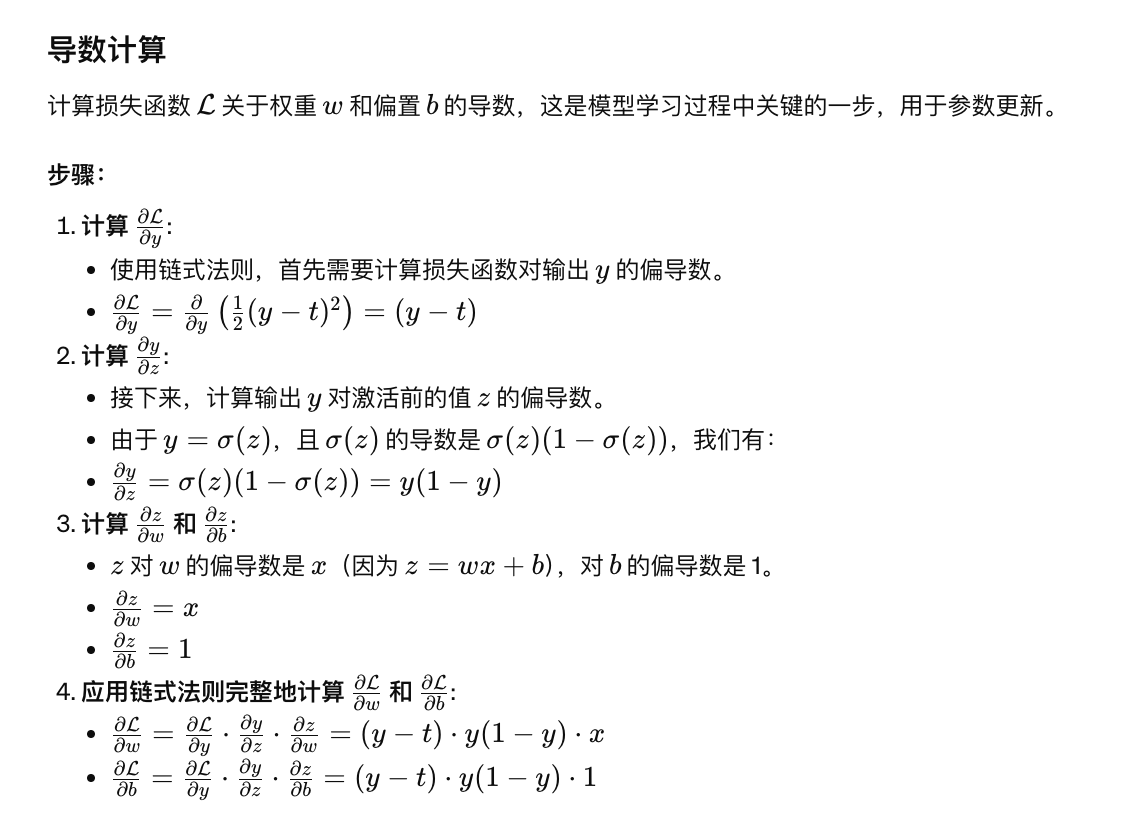 导数计算
计算损失函数 $\mathcal{L}$ 关于权重 $w$ 和偏置 $b$ 的导数，这是模型学习过程中关键的一步，用于参数更新。
步骤：
1. 计算 $\frac{\partial \mathcal{L}}{\partial y}$:
• 使用链式法则，首先需要计算损失函数对输出 $y$ 的偏导数。
• $\frac{\partial \mathcal{L}}{\partial y} = \frac{\partial}{\partial y} \left( \frac{1}{2}(y - t)^2 \right) = (y - t)$
2. 计算 $\frac{\partial y}{\partial z}$:
• 接下来，计算输出 $y$ 对激活前的值 $z$ 的偏导数。
• 由于 $y = \sigma(z)$，且 $\sigma(z)$ 的导数是 $\sigma(z)(1 - \sigma(z))$，我们有：
• $\frac{\partial y}{\partial z} = \sigma(z)(1 - \sigma(z)) = y(1 - y)$
3. 计算 $\frac{\partial z}{\partial w}$ 和 $\frac{\partial z}{\partial b}$:
• $z$ 对 $w$ 的偏导数是 $x$（因为 $z = wx + b$），对 $b$ 的偏导数是 1。
• $\frac{\partial z}{\partial w} = x$
• $\frac{\partial z}{\partial b} = 1$
4. 应用链式法则完整地计算 $\frac{\partial \mathcal{L}}{\partial w}$ 和 $\frac{\partial \mathcal{L}}{\partial b}$:
• $\frac{\partial \mathcal{L}}{\partial w} = \frac{\partial \mathcal{L}}{\partial y} \cdot \frac{\partial y}{\partial z} \cdot \frac{\partial z}{\partial w} = (y - t) \cdot y(1 - y) \cdot x$
• $\frac{\partial \mathcal{L}}{\partial b} = \frac{\partial \mathcal{L}}{\partial y} \cdot \frac{\partial y}{\partial z} \cdot \frac{\partial z}{\partial b} = (y - t) \cdot y(1 - y) \cdot 1$